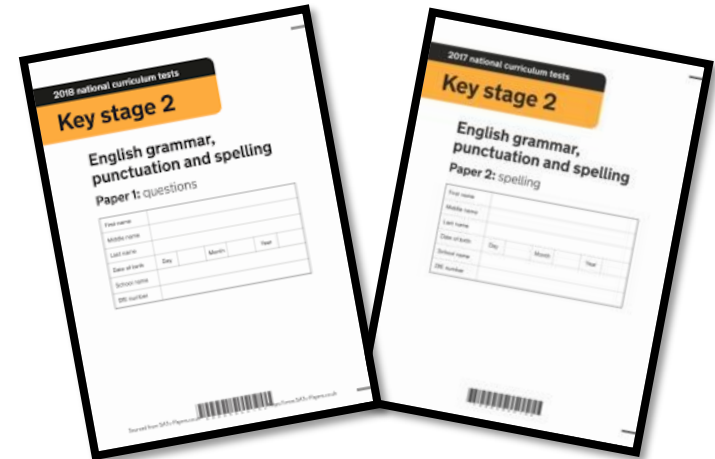 2018 national curriculum tests
Key stage 2
English grammar,
punctuation and spelling
Paper 1: questions
First name
Middle name
Last name
Date of birth Day Month Year
School name
DfE number
2017 national curriculum tests
Key stage 2
English grammar,
punctuation and spelling
Paper 2: spelling
First name
Middle name
Last name
Date of birth Day Month Year
School name
DfE number